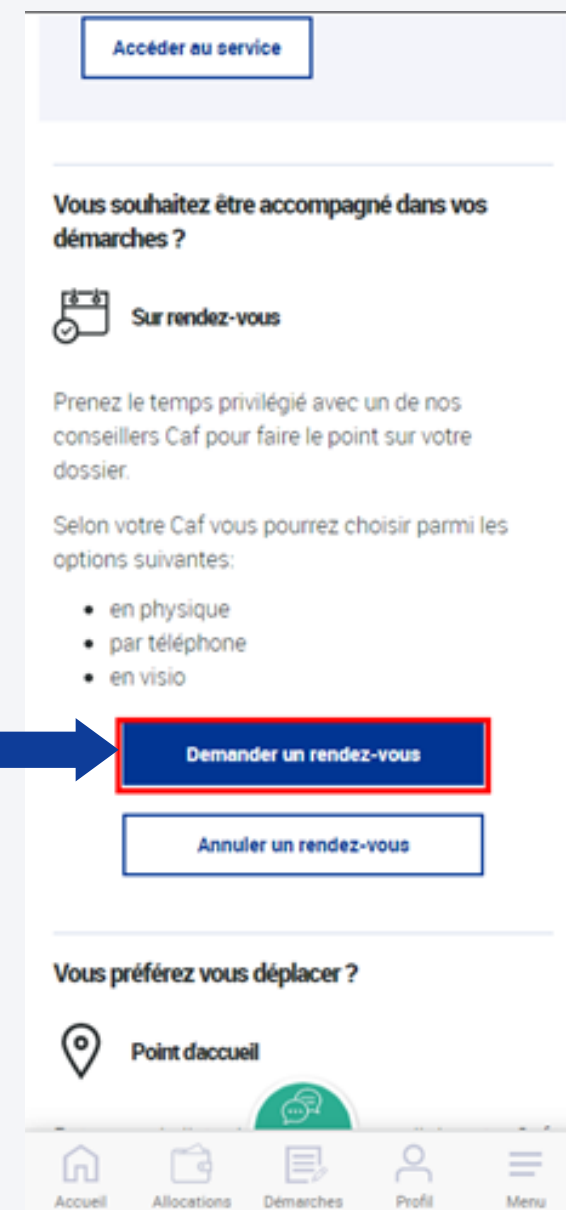 Accéder au service
Vous souhaitez être accompagné dans vos
démarches ?
Sur rendez-vous
Prenez le temps privilégié avec un de nos
conseillers Caf pour faire le point sur votre
dossier.
Selon votre Caf vous pourrez choisir parmi les
options suivantes:
• en physique
• par téléphone
• en visio
Demander un rendez-vous
Annuler un rendez-vous
Vous préférez vous déplacer ?
Point d'accueil
Accueil Allocations Démarches Profil Menu